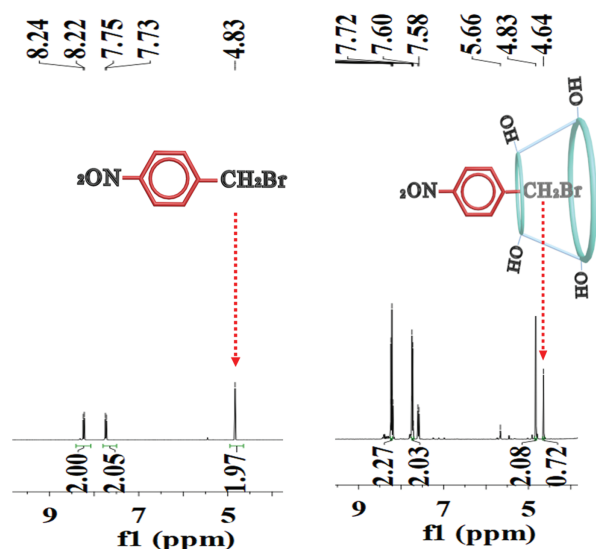 8.24
8.22
7.75
7.73
4.83
₂ON
CH₂Br
2.00
2.05
1.97
9
7
5
f1 (ppm)
7.72
7.60
7.58
5.66
4.83
4.64
HO
HO
₂ON
CH₂Br
HO
HO
2.27
2.03
2.08
0.72
9
7
5
f1 (ppm)